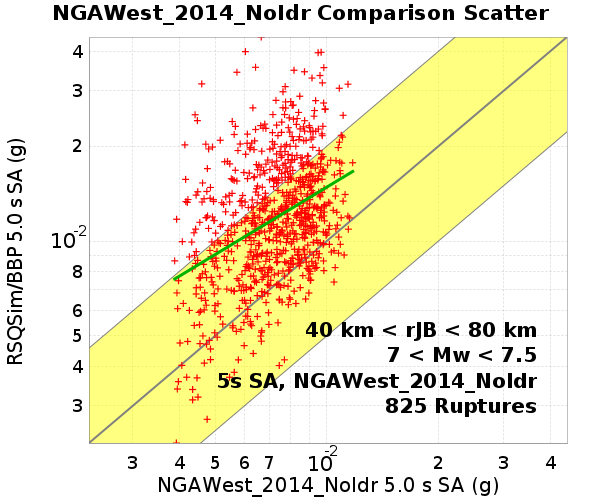 NGAWest_2014_NoIdr Comparison Scatter
RSQSim/BBP 5.0 s SA (g)
4
3
2
10-2
8
6
5
4
3
40 km < rJB < 80 km
7 < Mw < 7.5
5s SA, NGAWest_2014_NoIdr
825 Ruptures
3 4 5 6 7 10-2 2 3 4
NGAWest_2014_NoIdr 5.0 s SA (g)